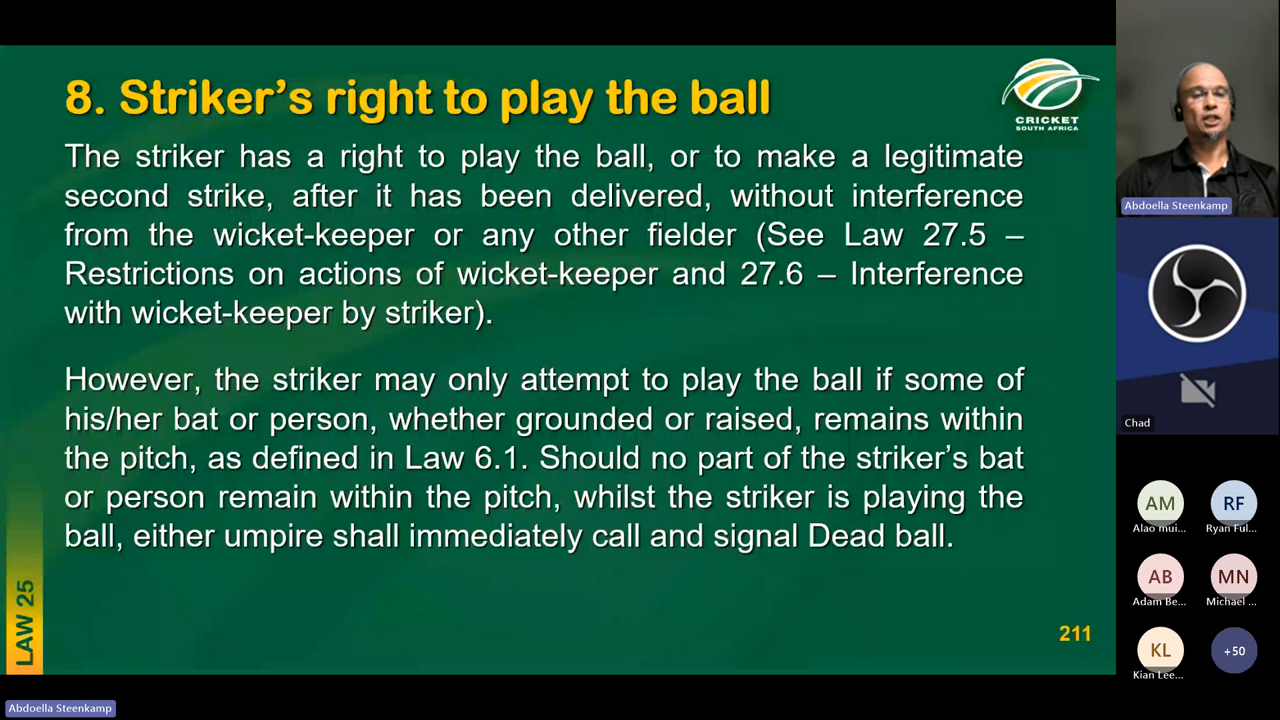 8. Striker's right to play the ball
CRICKET
SOUTH AFRICA
The striker has a right to play the ball, or to make a legitimate
second strike, after it has been delivered, without interference
from the wicket-keeper or any other fielder (See Law 27.5 –
Restrictions on actions of wicket-keeper and 27.6 – Interference
with wicket-keeper by striker).
However, the striker may only attempt to play the ball if some of
his/her bat or person, whether grounded or raised, remains within
the pitch, as defined in Law 6.1. Should no part of the striker's bat
or person remain within the pitch, whilst the striker is playing the
ball, either umpire shall immediately call and signal Dead ball.
LAW 25
211
Abdoella Steenkamp
Abdoella Steenkamp
Chad
AM
Alao mui...
RF
Ryan Ful...
AB
Adam Be...
MN
Michael ...
KL
Kian Lee...
+50